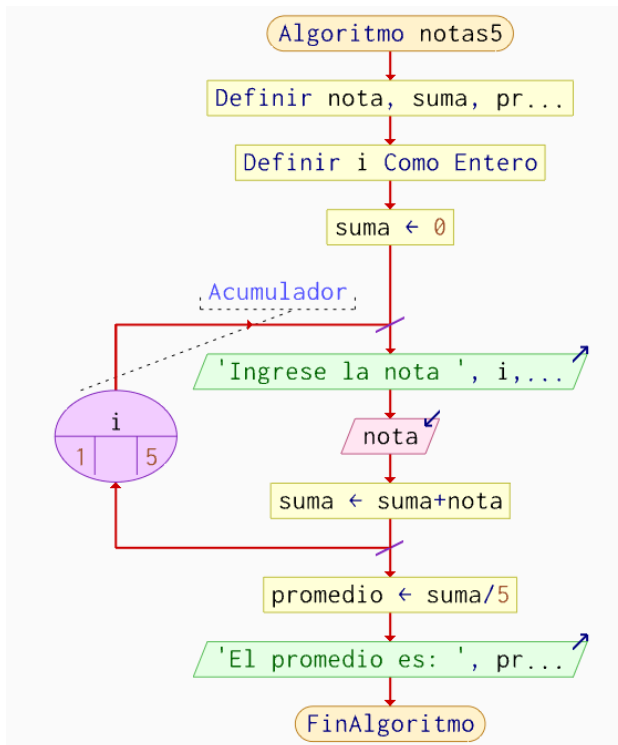 Algoritmo notas5
Definir nota, suma, pr...
Definir i Como Entero
suma ← 0
Acumulador
'Ingrese la nota ', i,...
i
1 5
nota
suma ← suma+nota
promedio ← suma/5
'El promedio es: ', pr...
FinAlgoritmo